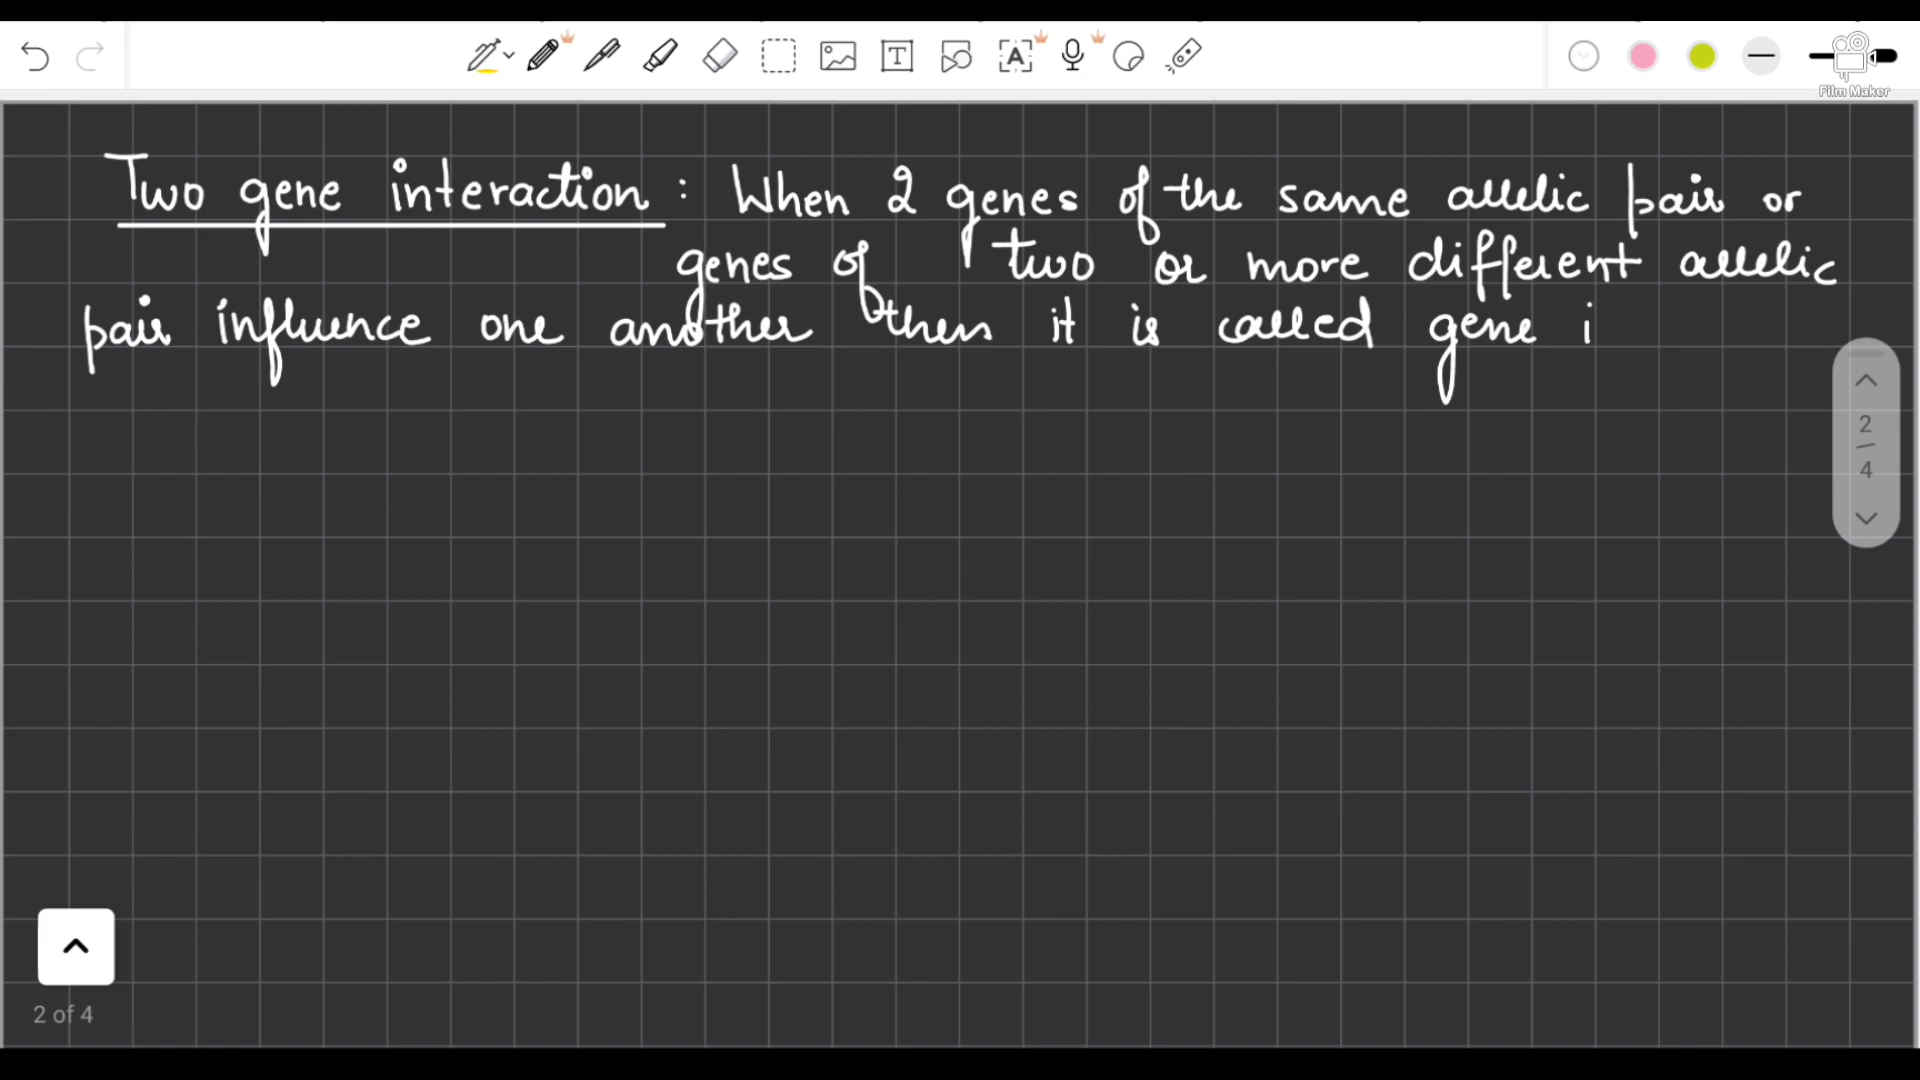 Film Maker
Two gene interaction : When 2 genes of the same allelic pair or
genes of two or more different allelic
pair influence one another then it is called gene i
2
4
2 of 4